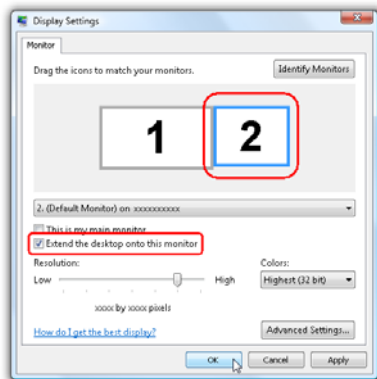 Display Settings
Monitor
Drag the icons to match your monitors.
Identify Monitors
1
2
2. (Default Monitor) on xxxxxxxxxx
This is my main monitor
Extend the desktop onto this monitor
Resolution:
Colors:
Low
High
Highest (32 bit)
xxxx by xxxx pixels
How do I get the best display?
Advanced Settings...
OK
Cancel
Apply